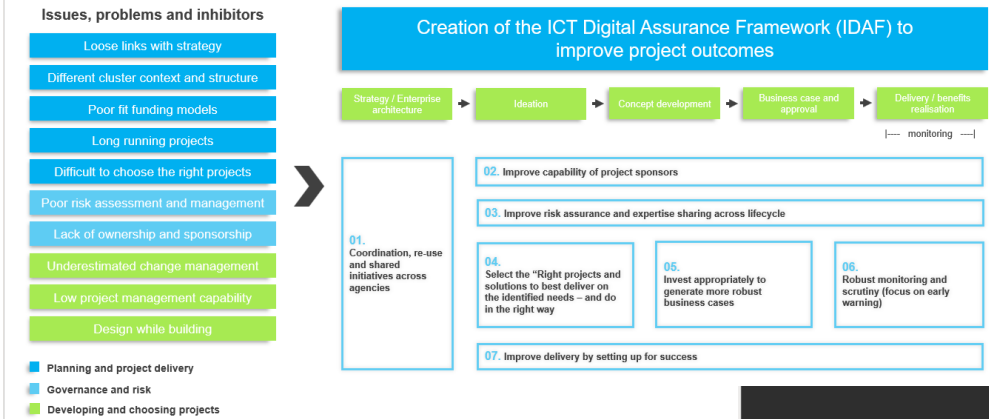 Issues, problems and inhibitors
Loose links with strategy
Different cluster context and structure
Poor fit funding models
Long running projects
Difficult to choose the right projects
Poor risk assessment and management
Lack of ownership and sponsorship
Underestimated change management
Low project management capability
Design while building
Planning and project delivery
Governance and risk
Developing and choosing projects
Creation of the ICT Digital Assurance Framework (IDAF) to
improve project outcomes
Strategy / Enterprise
architecture
Ideation
Concept development
Business case and
approval
Delivery / benefits
realisation
monitoring
01.
Coordination, re-use
and shared
initiatives across
agencies
02. Improve capability of project sponsors
03. Improve risk assurance and expertise sharing across lifecycle
04.
Select the “Right projects and
solutions to best deliver on
the identified needs – and do
in the right way
05.
Invest appropriately to
generate more robust
business cases
06.
Robust monitoring and
scrutiny (focus on early
warning)
07. Improve delivery by setting up for success